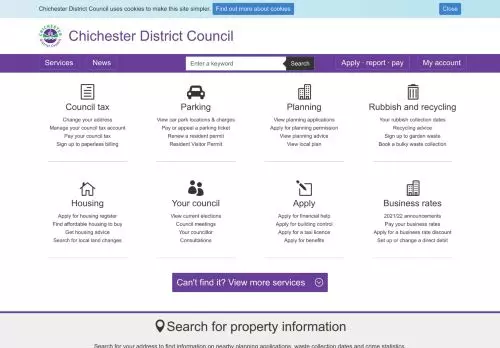 Chichester District Council uses cookies to make this site simpler. Find out more about cookies Close
Chichester District Council
Services News Enter a keyword Search Apply · report · pay My account
Council tax
Change your address
Manage your council tax account
Pay your council tax
Sign up to paperless billing
Parking
View car park locations & charges
Pay or appeal a parking ticket
Renew a resident permit
Resident Visitor Permit
Planning
View planning applications
Apply for planning permission
View planning advice
View local plan
Rubbish and recycling
Your rubbish collection dates
Recycling advice
Sign up to garden waste
Book a bulky waste collection
Housing
Apply for housing register
Find affordable housing to buy
Get housing advice
Search for local land changes
Your council
View current elections
Council meetings
Your councillor
Consultations
Apply
Apply for financial help
Apply for building control
Apply for a taxi licence
Apply for benefits
Business rates
2021/22 announcements
Pay your business rates
Apply for a business rate discount
Set up or change a direct debit
Can't find it? View more services
Search for property information
Search for your address to find information on nearby planning applications, waste collection dates and crime statistics.